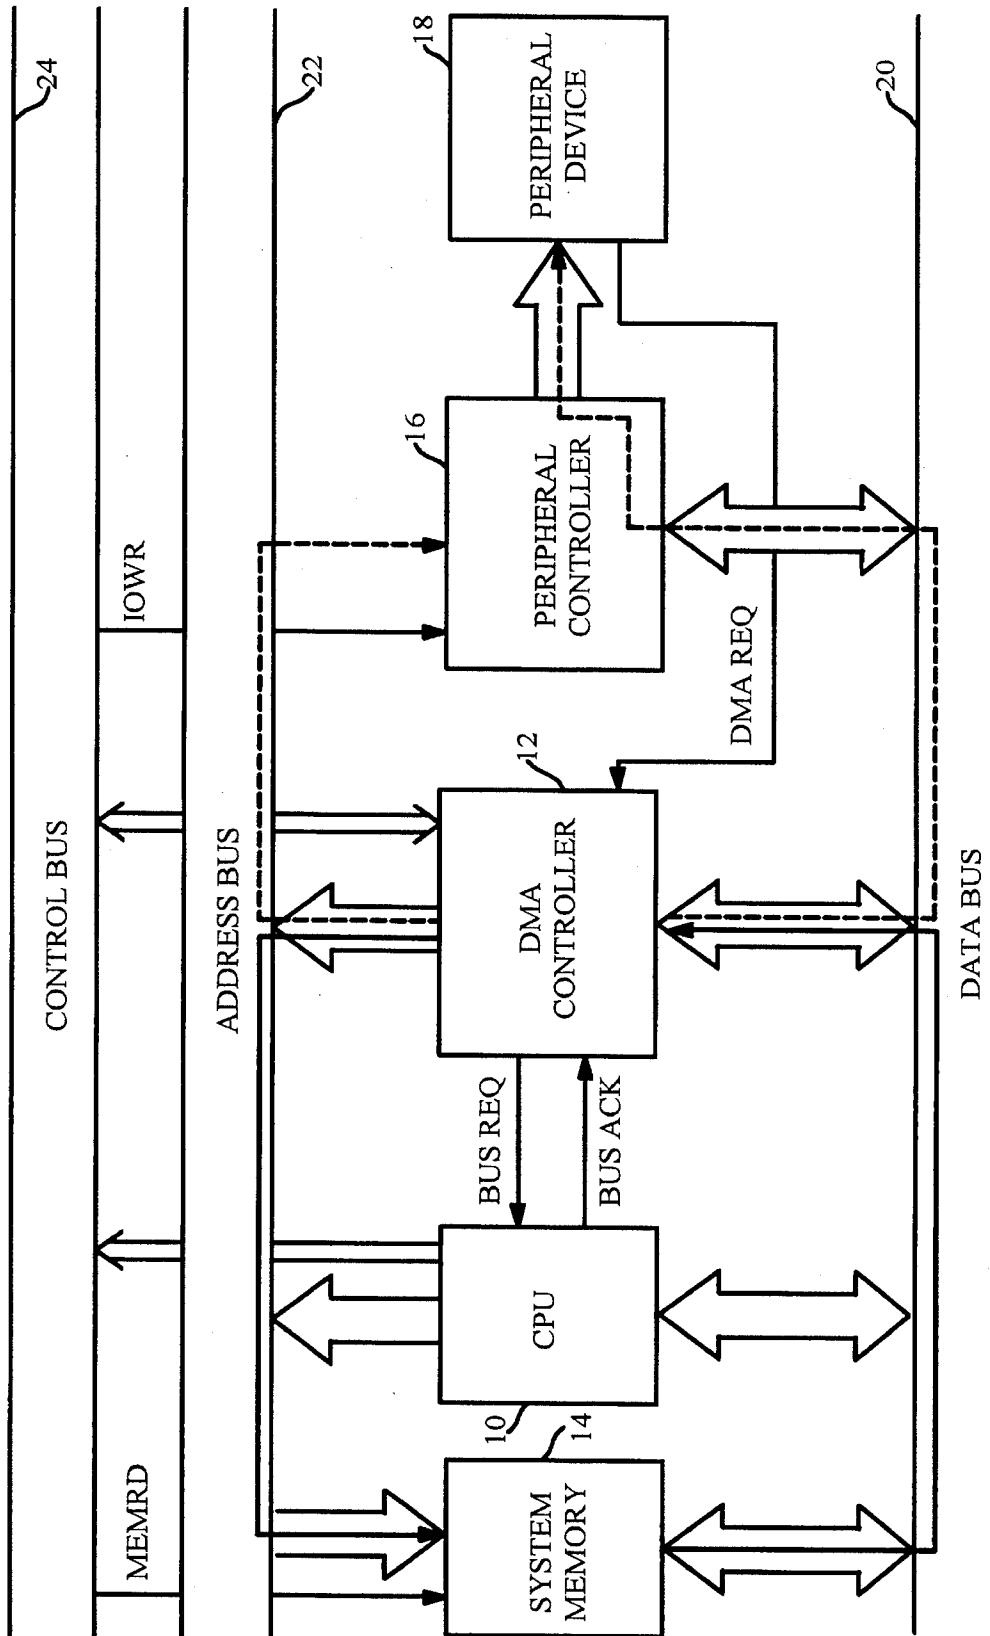 24
CONTROL BUS
MEMRD
IOWR
ADDRESS BUS
22
SYSTEM
MEMORY
14
CPU
10
BUS REQ
BUS ACK
DMA
CONTROLLER
12
DMA REQ
PERIPHERAL
CONTROLLER
16
PERIPHERAL
DEVICE
18
20
DATA BUS